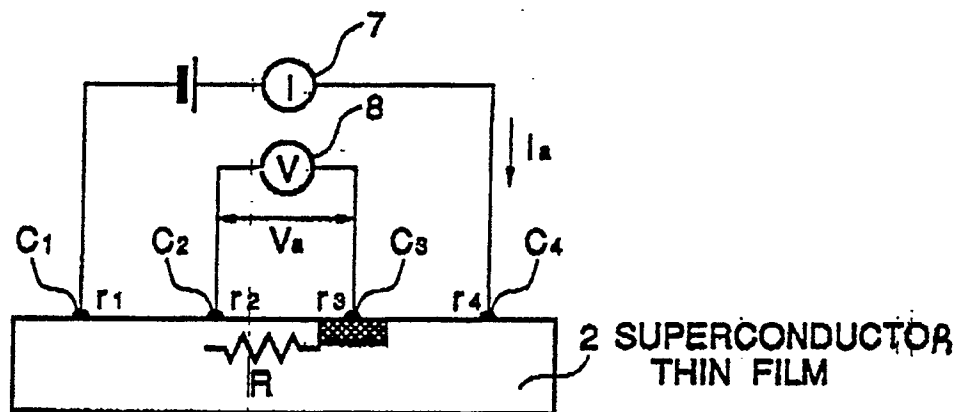 7
I
8
V
Ia
Va
C1 C2 C3 C4
r1 r2 r3 r4
R
2 SUPERCONDUCTOR
THIN FILM